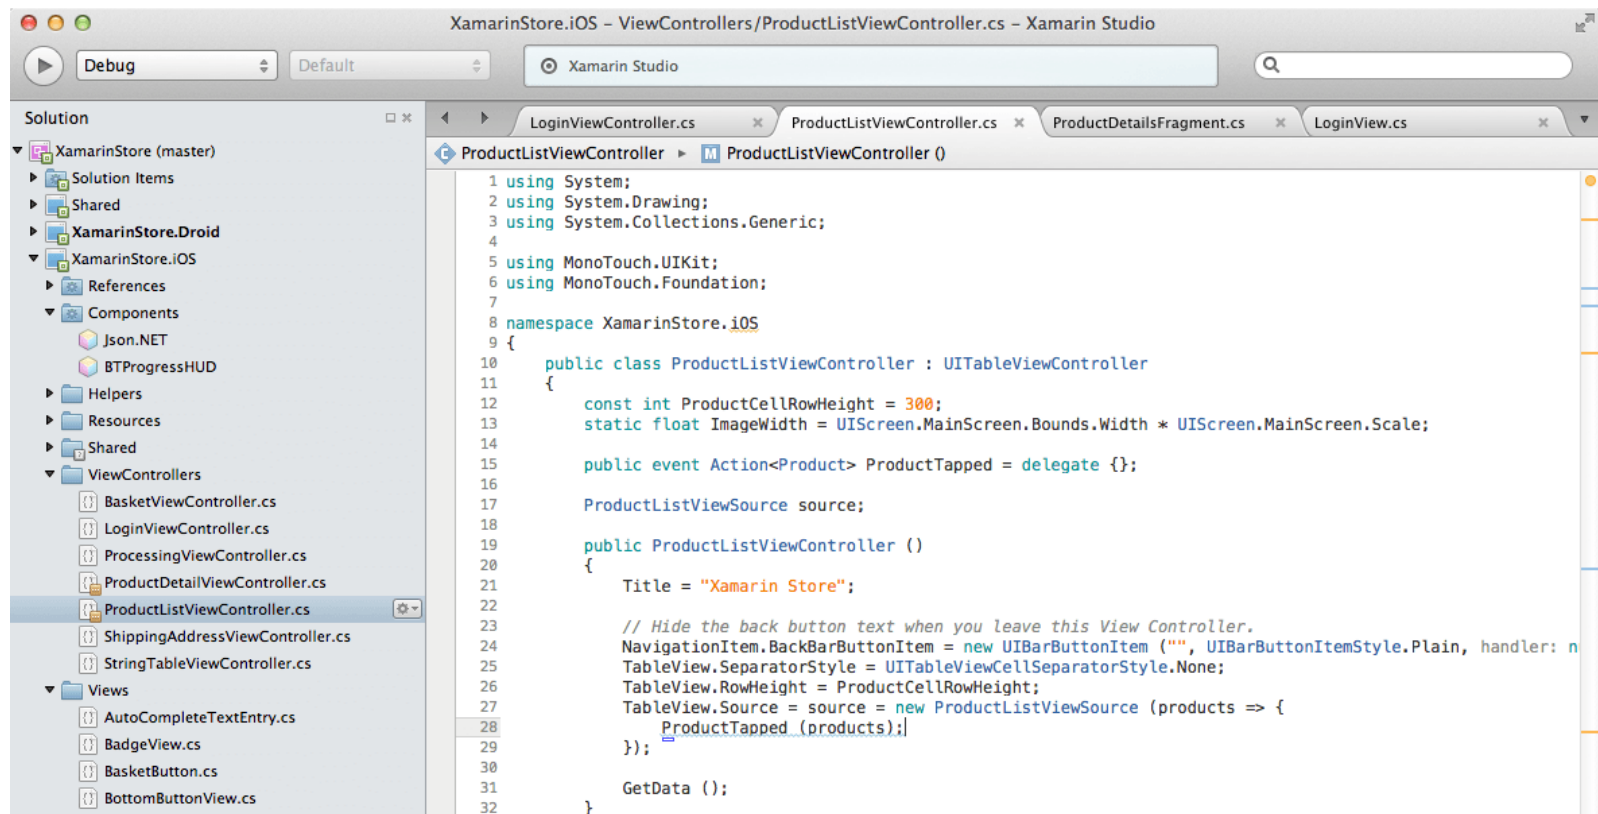 XamarinStore.iOS – ViewControllers/ProductListViewController.cs – Xamarin Studio
Debug
Default
Xamarin Studio
Solution
XamarinStore (master)
Solution Items
Shared
XamarinStore.Droid
XamarinStore.iOS
References
Components
Json.NET
BTProgressHUD
Helpers
Resources
Shared
ViewControllers
BasketViewController.cs
LoginViewController.cs
ProcessingViewController.cs
ProductDetailViewController.cs
ProductListViewController.cs
ShippingAddressViewController.cs
StringTableViewController.cs
Views
AutoCompleteTextEntry.cs
BadgeView.cs
BasketButton.cs
BottomButtonView.cs
LoginViewController.cs
ProductListViewController.cs
ProductDetailsFragment.cs
LoginView.cs
C ProductListViewController
M ProductListViewController ()
1 using System;
2 using System.Drawing;
3 using System.Collections.Generic;
4
5 using MonoTouch.UIKit;
6 using MonoTouch.Foundation;
7
8 namespace XamarinStore.iOS
9 {
10 public class ProductListViewController : UITableViewController
11 {
12 const int ProductCellRowHeight = 300;
13 static float ImageWidth = UIScreen.MainScreen.Bounds.Width * UIScreen.MainScreen.Scale;
14
15 public event Action<Product> ProductTapped = delegate {};
16
17 ProductListViewSource source;
18
19 public ProductListViewController ()
20 {
21 Title = "Xamarin Store";
22
23 // Hide the back button text when you leave this View Controller.
24 NavigationItem.BackBarButtonItem = new UIBarButtonItem ("", UIBarButtonItemStyle.Plain, handler: n
25 TableView.SeparatorStyle = UITableViewCellSeparatorStyle.None;
26 TableView.RowHeight = ProductCellRowHeight;
27 TableView.Source = source = new ProductListViewSource (products => {
28 ProductTapped (products);
29 });
30
31 GetData ();
32 }